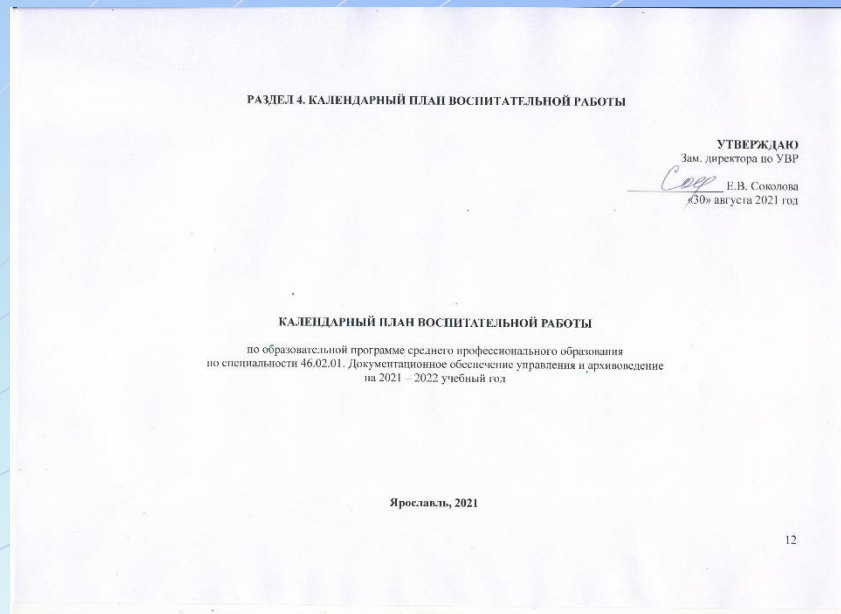 РАЗДЕЛ 4. КАЛЕНДАРНЫЙ ПЛАН ВОСПИТАТЕЛЬНОЙ РАБОТЫ
УТВЕРЖДАЮ
Зам. директора по УВР
Е.В. Соколова
«30» августа 2021 год
КАЛЕНДАРНЫЙ ПЛАН ВОСПИТАТЕЛЬНОЙ РАБОТЫ
по образовательной программе среднего профессионального образования
по специальности 46.02.01. Документационное обеспечение управления и архивоведение
на 2021 – 2022 учебный год
Ярославль, 2021
12